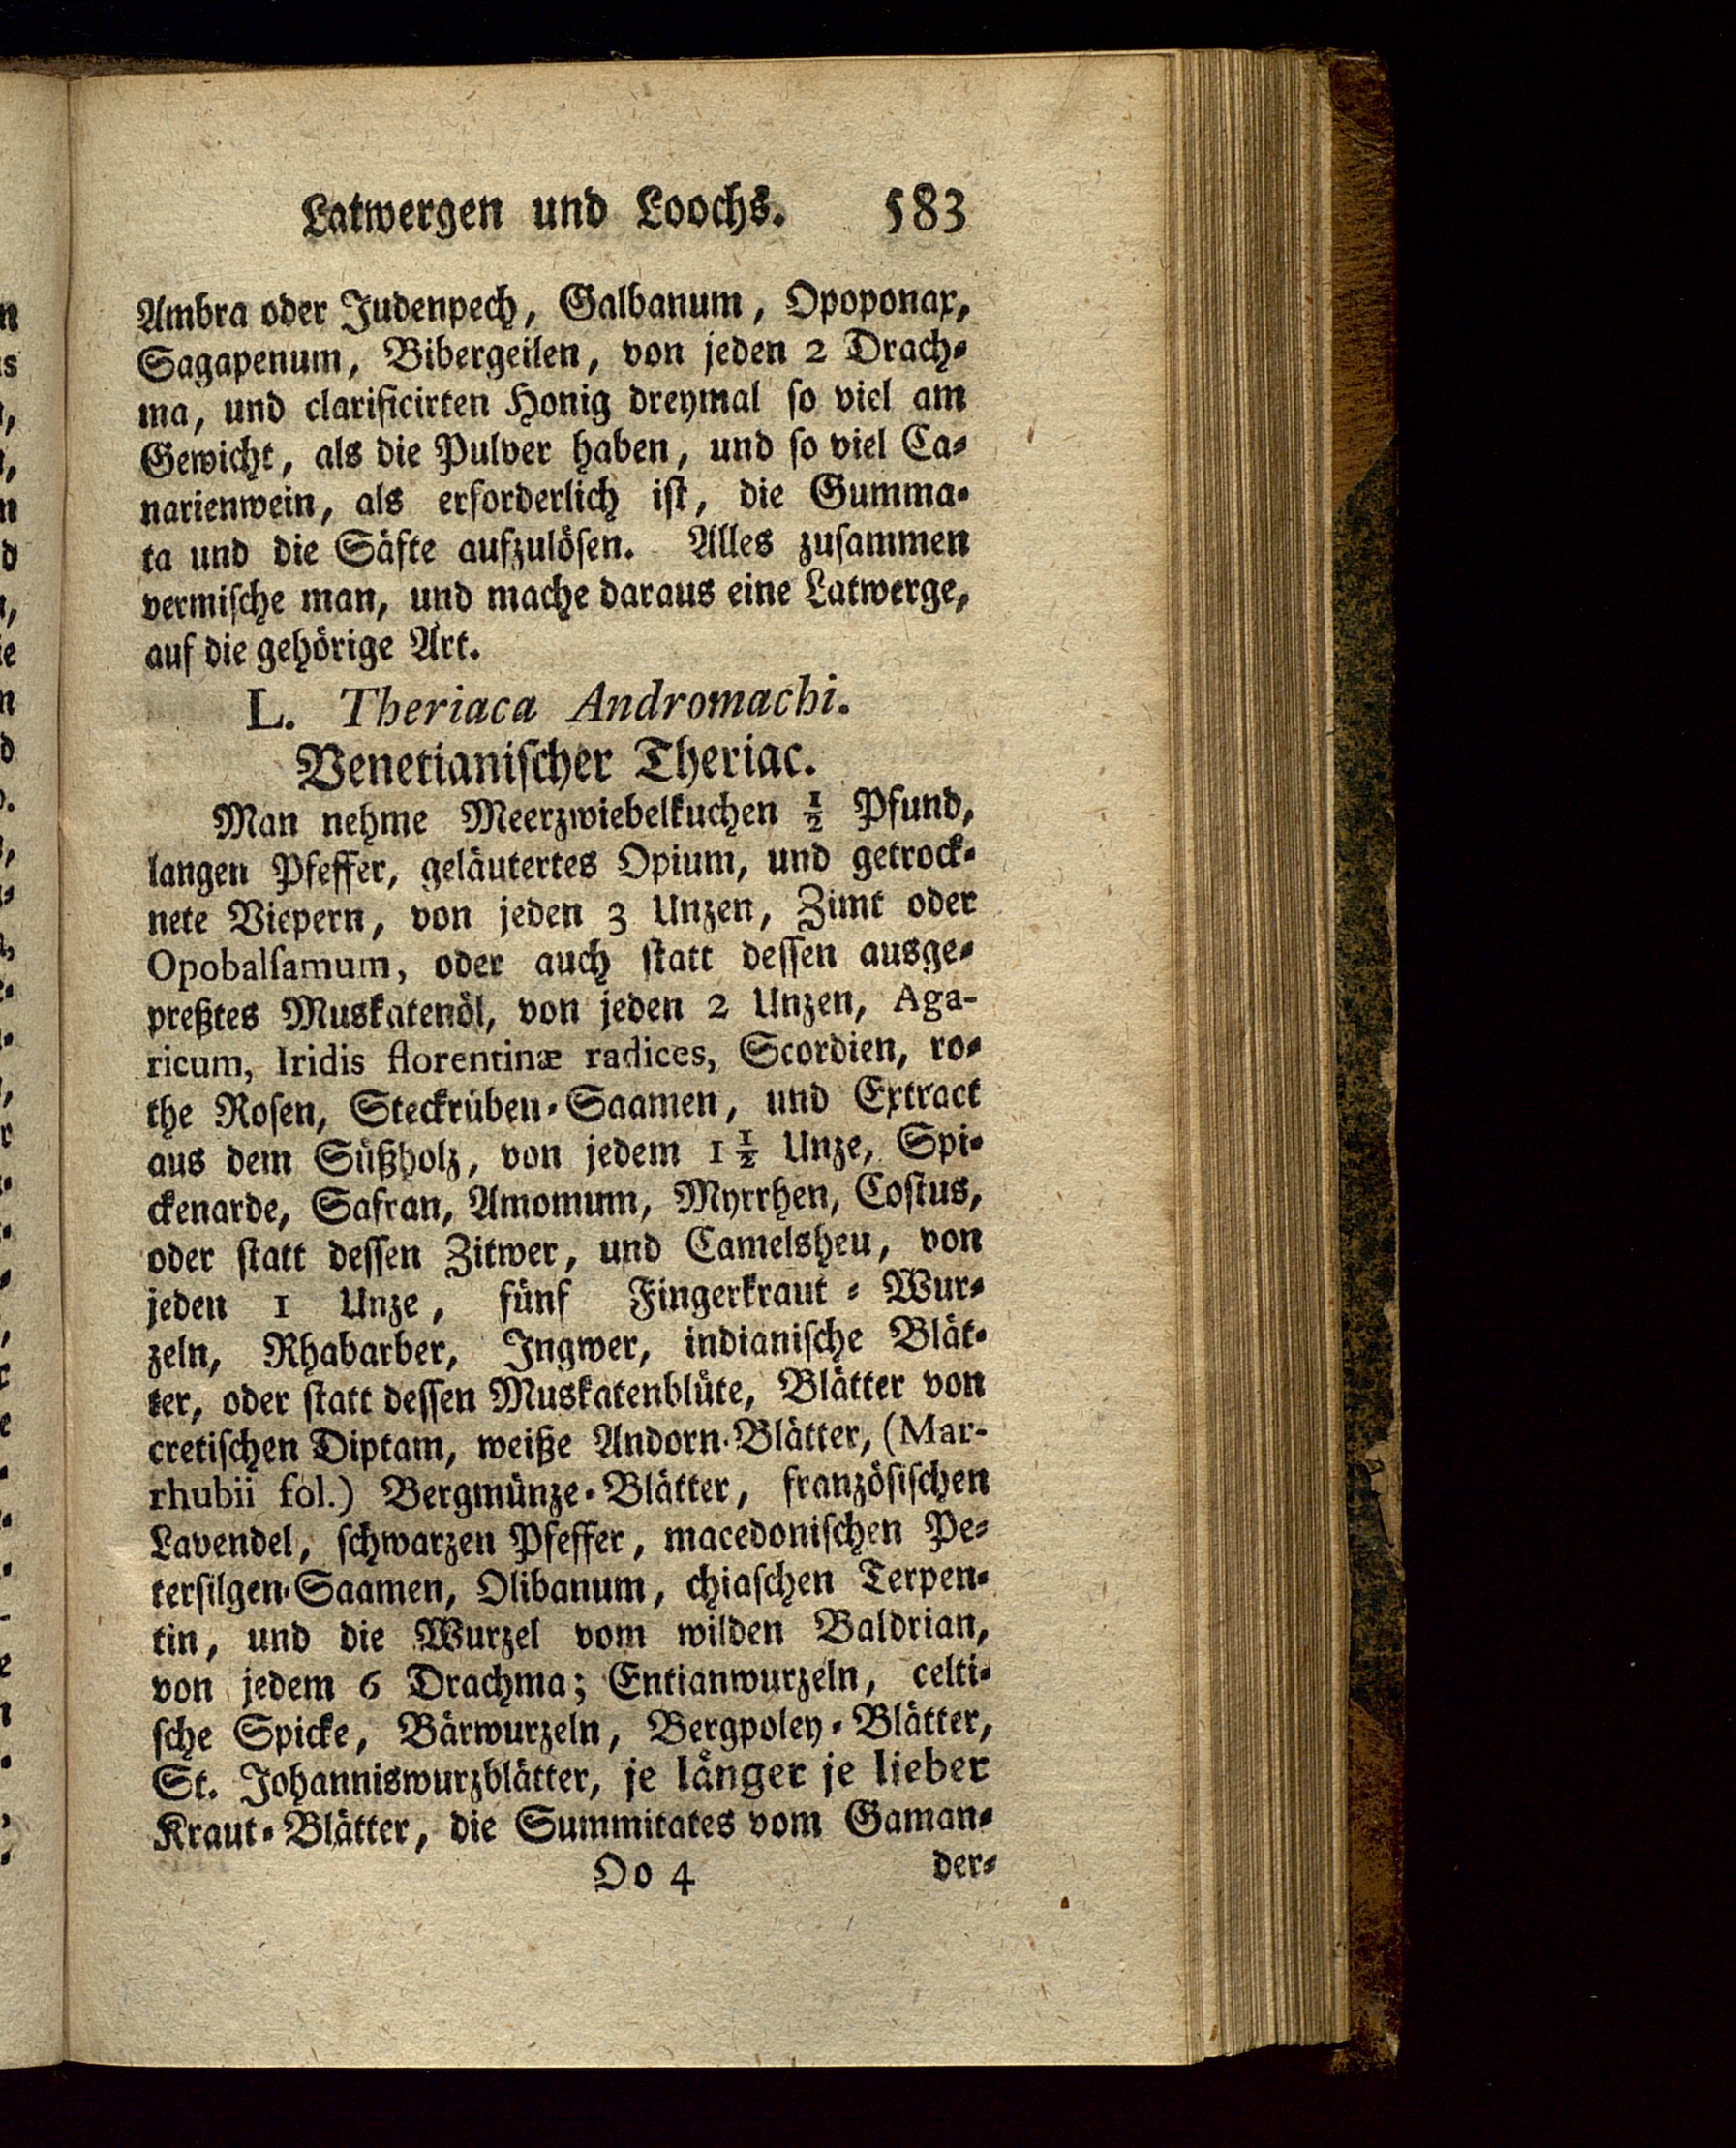 Latwergen und Loochs. 583
Ambra oder Judenpech, Galbanum, Opoponax,
Sagapenum, Bibergeilen, von jeden 2 Drach⸗
ma, und clarificirten Honig dreymal so viel am
Gewicht, als die Pulver haben, und so viel Ca⸗
narienwein, als erforderlich ist, die Gumma⸗
ta und die Säfte aufzulösen. Alles zusammen
vermische man, und mache daraus eine Latwerge,
auf die gehörige Art.
L. Theriaca Andromachi.
Venetianischer Theriac.
Man nehme Meerzwiebelkuchen ½ Pfund,
langen Pfeffer, geläutertes Opium, und getrock⸗
nete Viepern, von jeden 3 Unzen, Zimt oder
Opobalsamum, oder auch statt dessen ausge⸗
preßtes Muskatenöl, von jeden 2 Unzen, Aga-
ricum, Iridis florentinæ radices, Scordien, ro⸗
the Rosen, Steckrüben⸗Saamen, und Extract
aus dem Süßholz, von jedem 1½ Unze, Spi⸗
ckenarde, Safran, Amomum, Myrrhen, Costus,
oder statt dessen Zitwer, und Camelsheu, von
jeden 1 Unze, fünf Fingerkraut⸗Wur⸗
zeln, Rhabarber, Ingwer, indianische Blät⸗
ter, oder statt dessen Muskatenblüte, Blätter von
cretischen Diptam, weiße Andorn⸗Blätter, (Mar-
rhubii fol.) Bergmünze⸗Blätter, französischen
Lavendel, schwarzen Pfeffer, macedonischen Pe⸗
tersilgen⸗Saamen, Olibanum, chiaschen Terpen⸗
tin, und die Wurzel vom wilden Baldrian,
von jedem 6 Drachma; Entianwurzeln, celti⸗
sche Spicke, Bärwurzeln, Bergpoley⸗Blätter,
St. Johanniswurzblätter, je länger je lieber
Kraut⸗Blätter, die Summitates vom Gaman⸗
Oo 4 der⸗